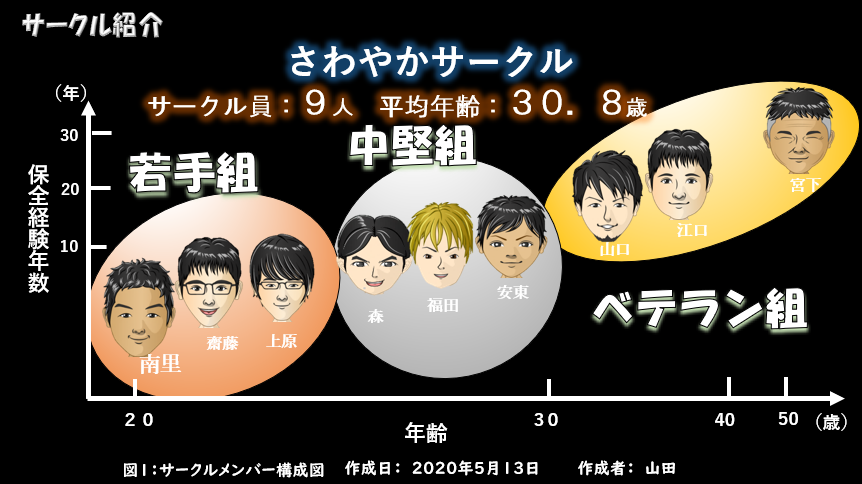 サークル紹介
さわやかサークル
サークル員：９人　平均年齢：３０．８歳
（年）
30
20
10
保全経験年数
若手組
中堅組
ベテラン組
宮下
江口
山口
安東
福田
森
上原
齋藤
南里
２０
30
40
50
（歳）
年齢
図1：サークルメンバー構成図　作成日：2020年5月13日　作成者：山田